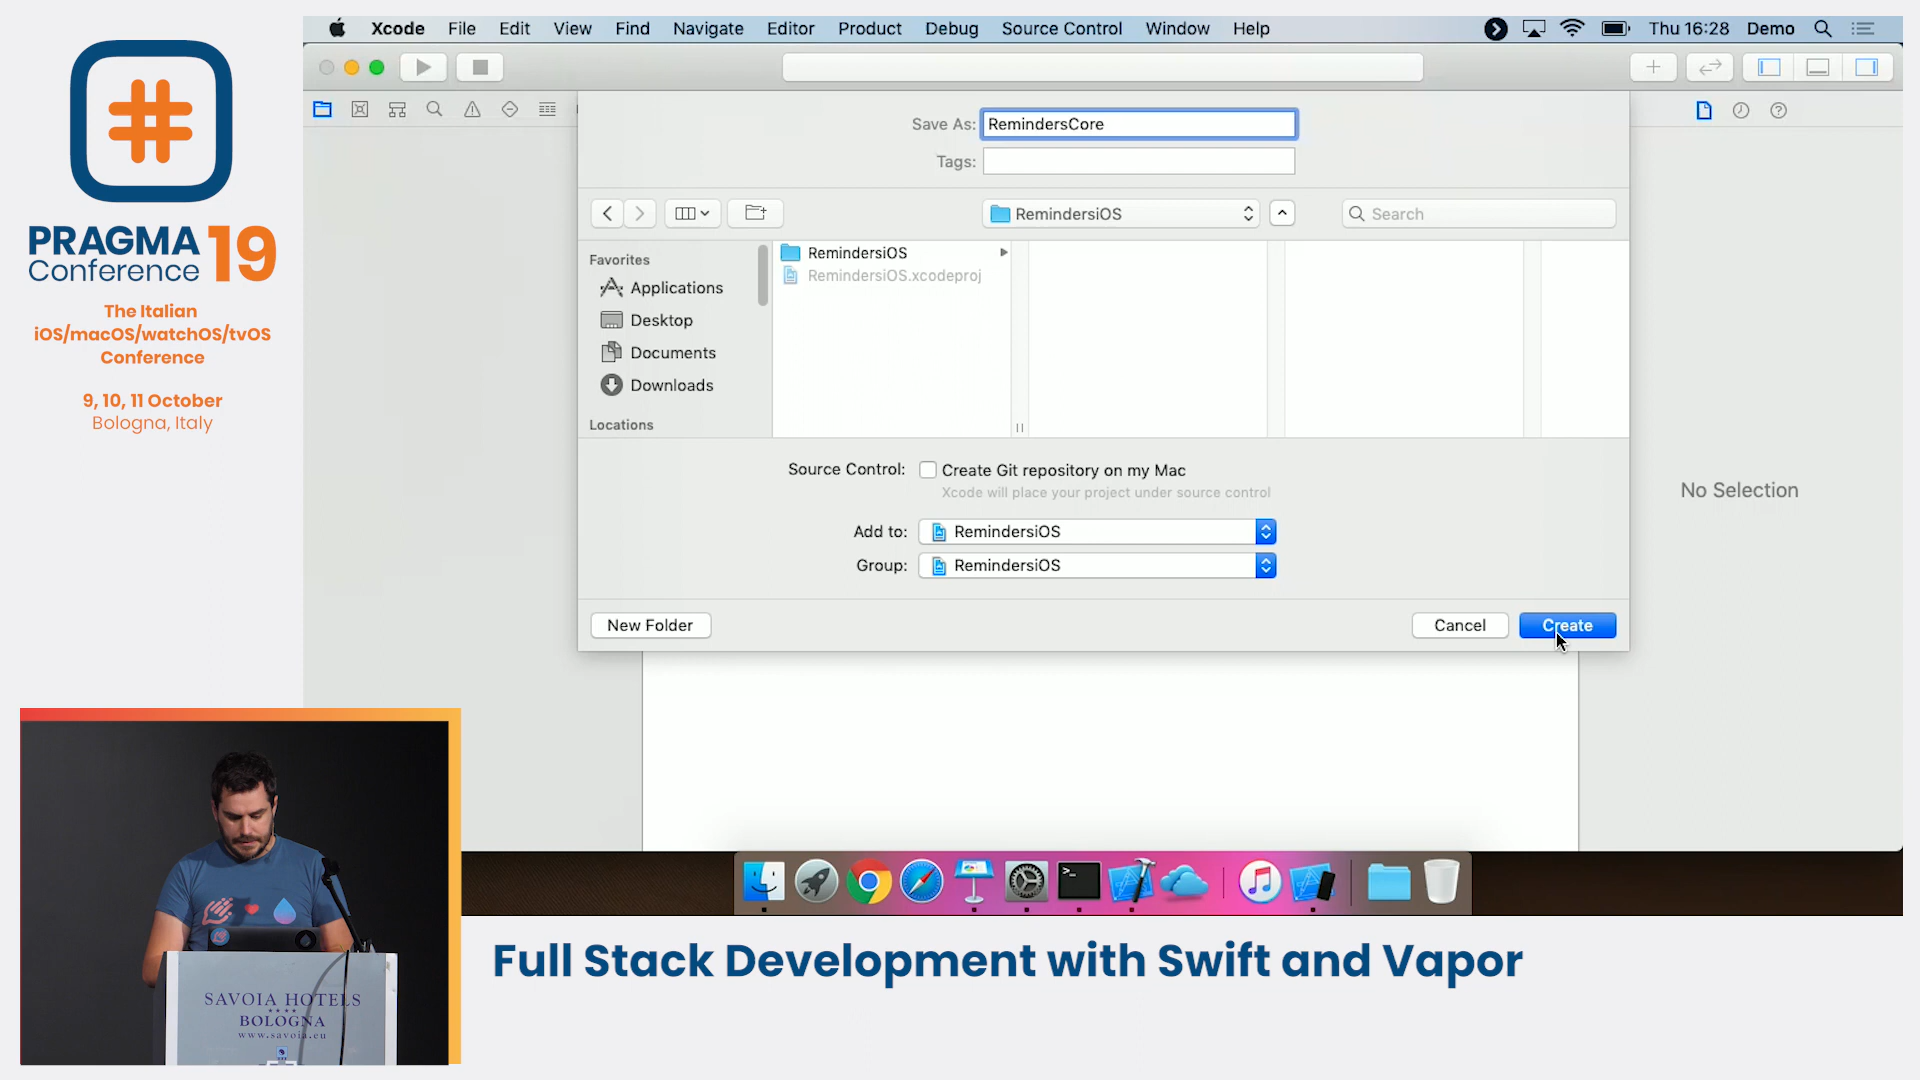 PRAGMA
Conference
19
The Italian
iOS/macOS/watchOS/tvOS
Conference
9, 10, 11 October
Bologna, Italy
Xcode File Edit View Find Navigate Editor Product Debug Source Control Window Help
Thu 16:28 Demo
Save As: RemindersCore
Tags:
RemindersiOS
Search
Favorites
Applications
Desktop
Documents
Downloads
Locations
RemindersiOS
RemindersiOS.xcodeproj
Source Control: Create Git repository on my Mac
Xcode will place your project under source control
Add to: RemindersiOS
Group: RemindersiOS
New Folder
Cancel
Create
No Selection
SAVOIA HOTELS
BOLOGNA
www.savoia.eu
Full Stack Development with Swift and Vapor